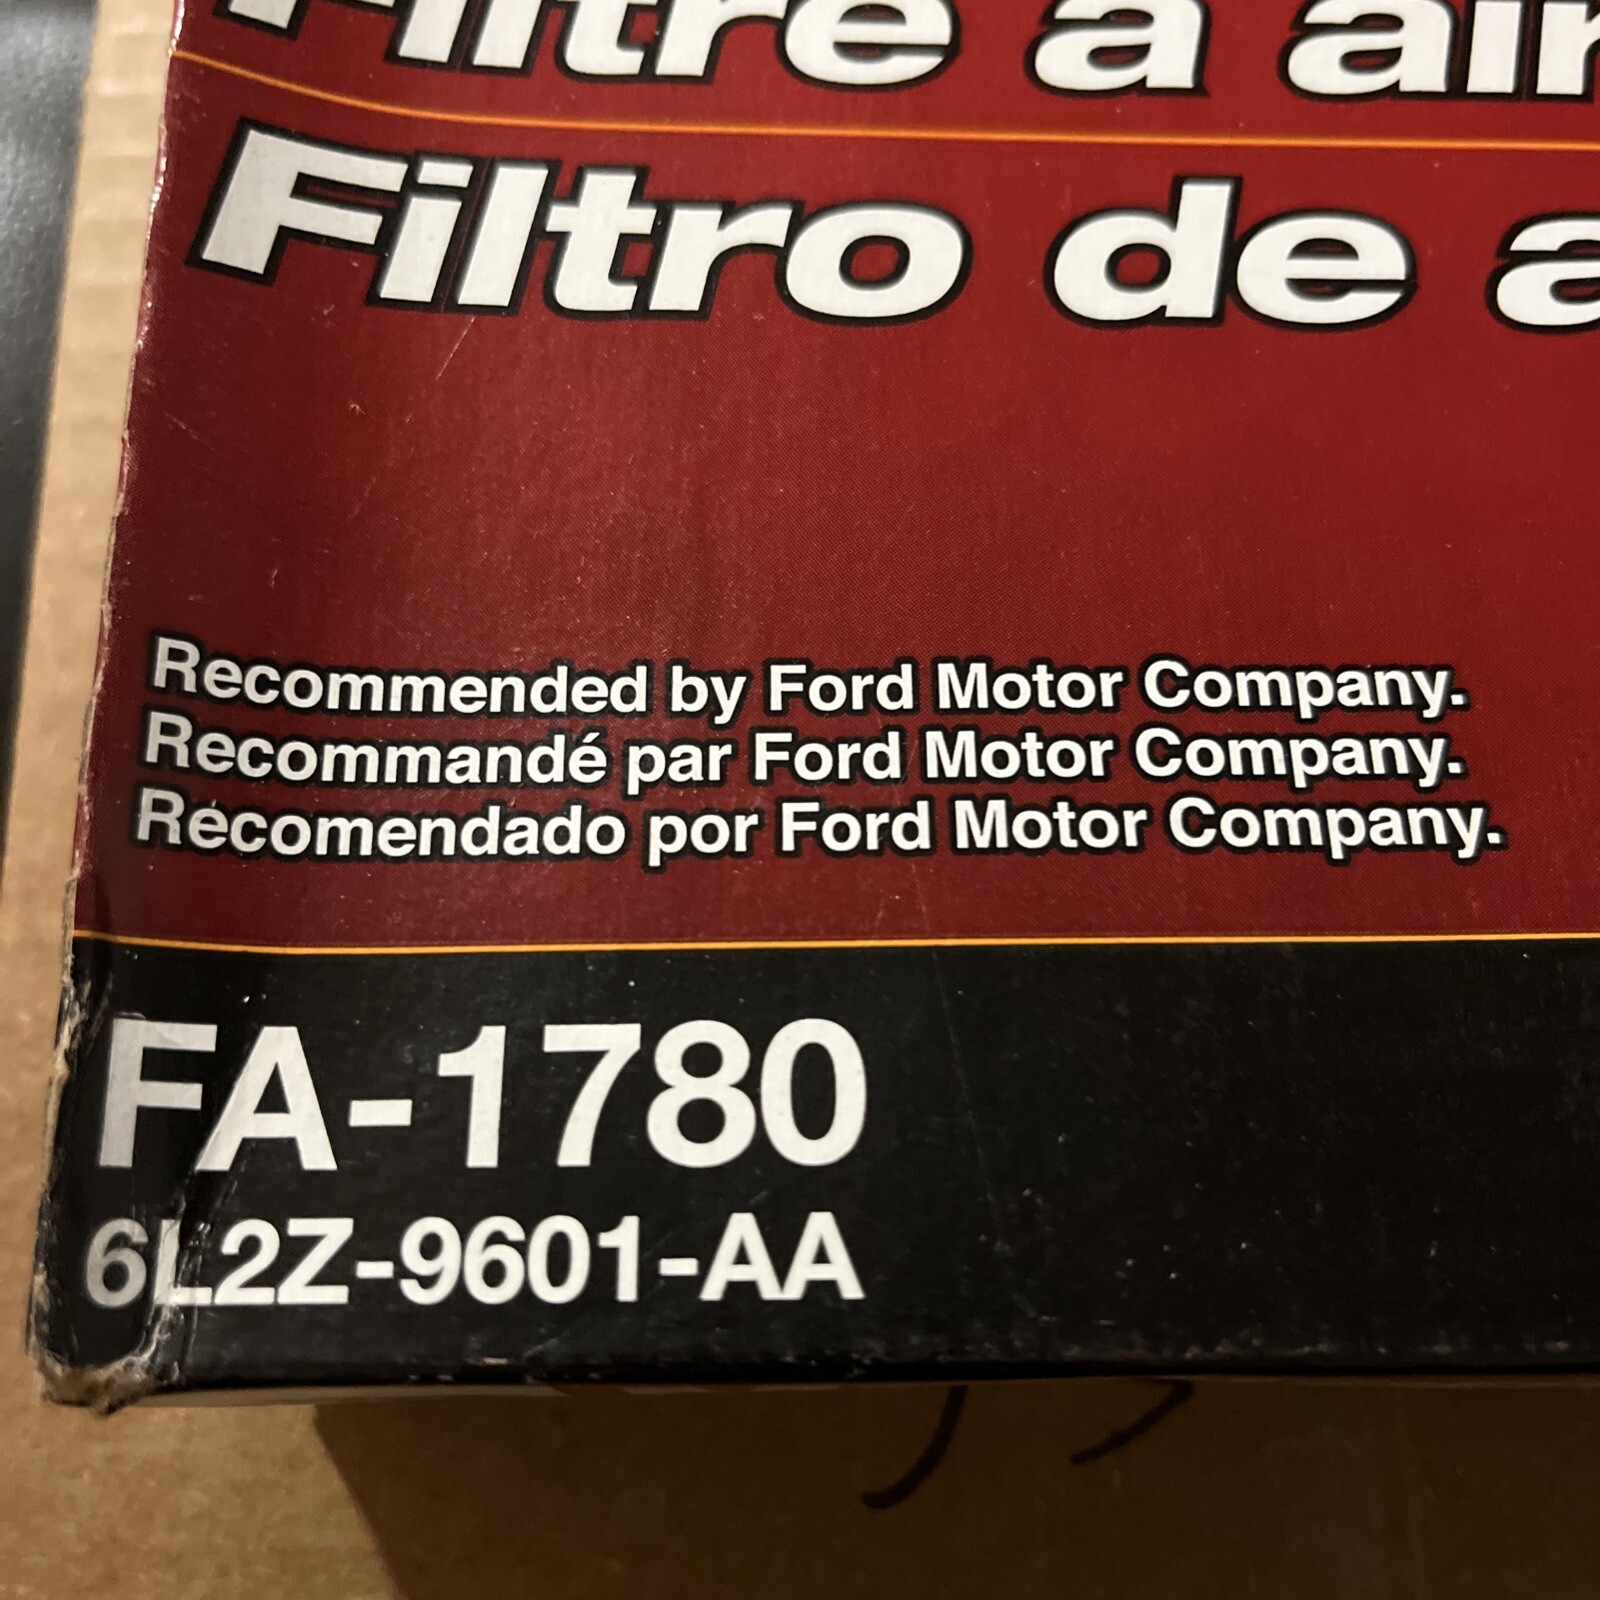 Filtre à air
Filtro de a
Recommended by Ford Motor Company.
Recommandé par Ford Motor Company.
Recomendado por Ford Motor Company.
FA-1780
6L2Z-9601-AA